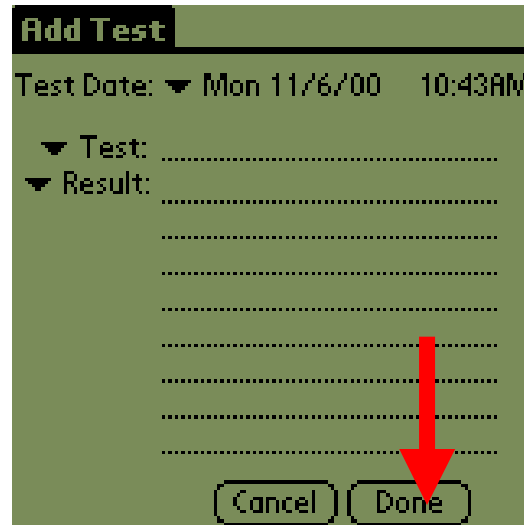 Add Test
Test Date: Mon 11/6/00 10:43AM
Test:
Result:
Cancel Done